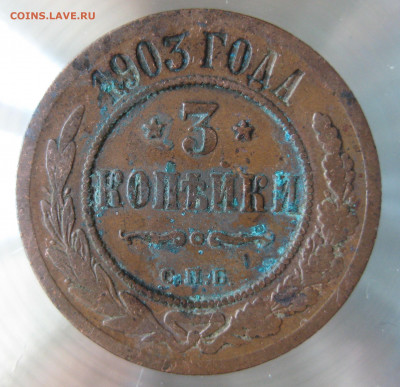 COINS.LAVE.RU
1903 ГОДА
3
КОПѢЙКИ
С.П.Б.